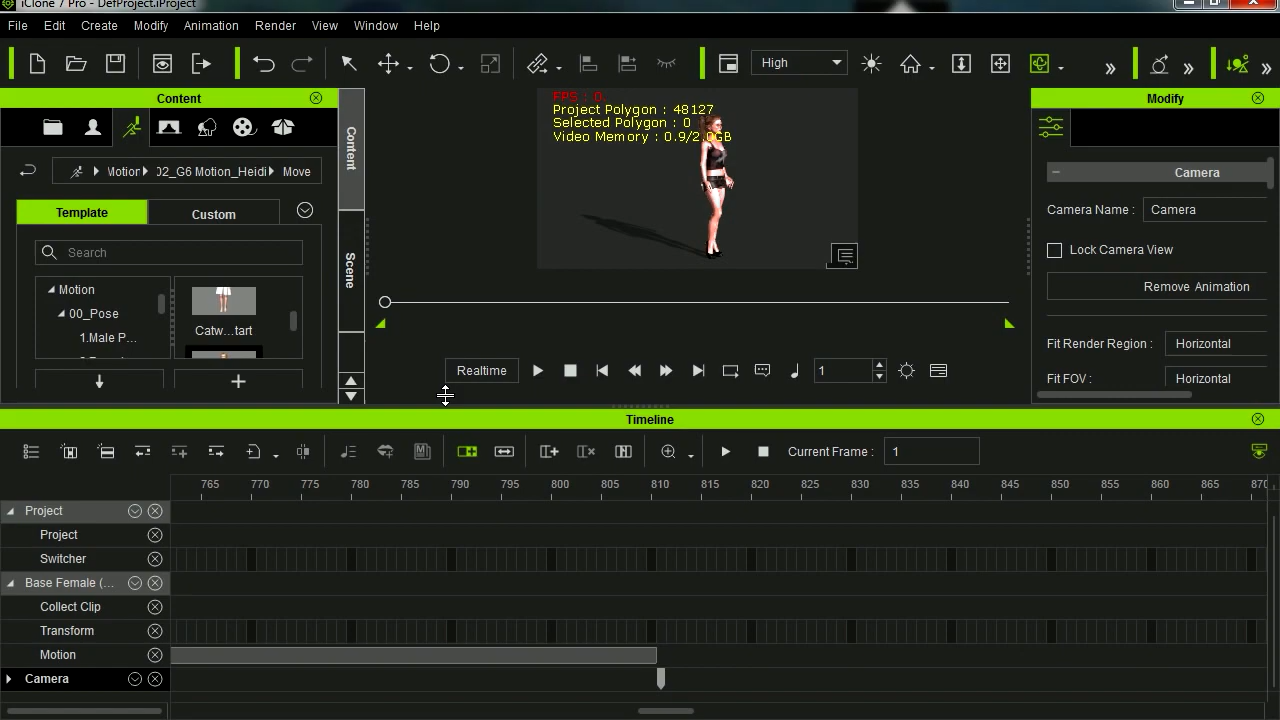 iClone 7 Pro - DefProject.iProject
File Edit Create Modify Animation Render View Window Help
High
Content
Modify
Content
Scene
Motion 02_G6 Motion_Heidi Move
Template Custom
Search
Motion
00_Pose
1.Male P...
Catw...tart
FPS : 0
Project Polygon : 48127
Selected Polygon : 0
Video Memory : 0.9/2.0GB
Camera
Camera Name : Camera
Lock Camera View
Remove Animation
Fit Render Region : Horizontal
Fit FOV : Horizontal
Realtime 1
Timeline
Current Frame : 1
765 770 775 780 785 790 795 800 805 810 815 820 825 830 835 840 845 850 855 860 865 870
Project
Project
Switcher
Base Female (...
Collect Clip
Transform
Motion
Camera